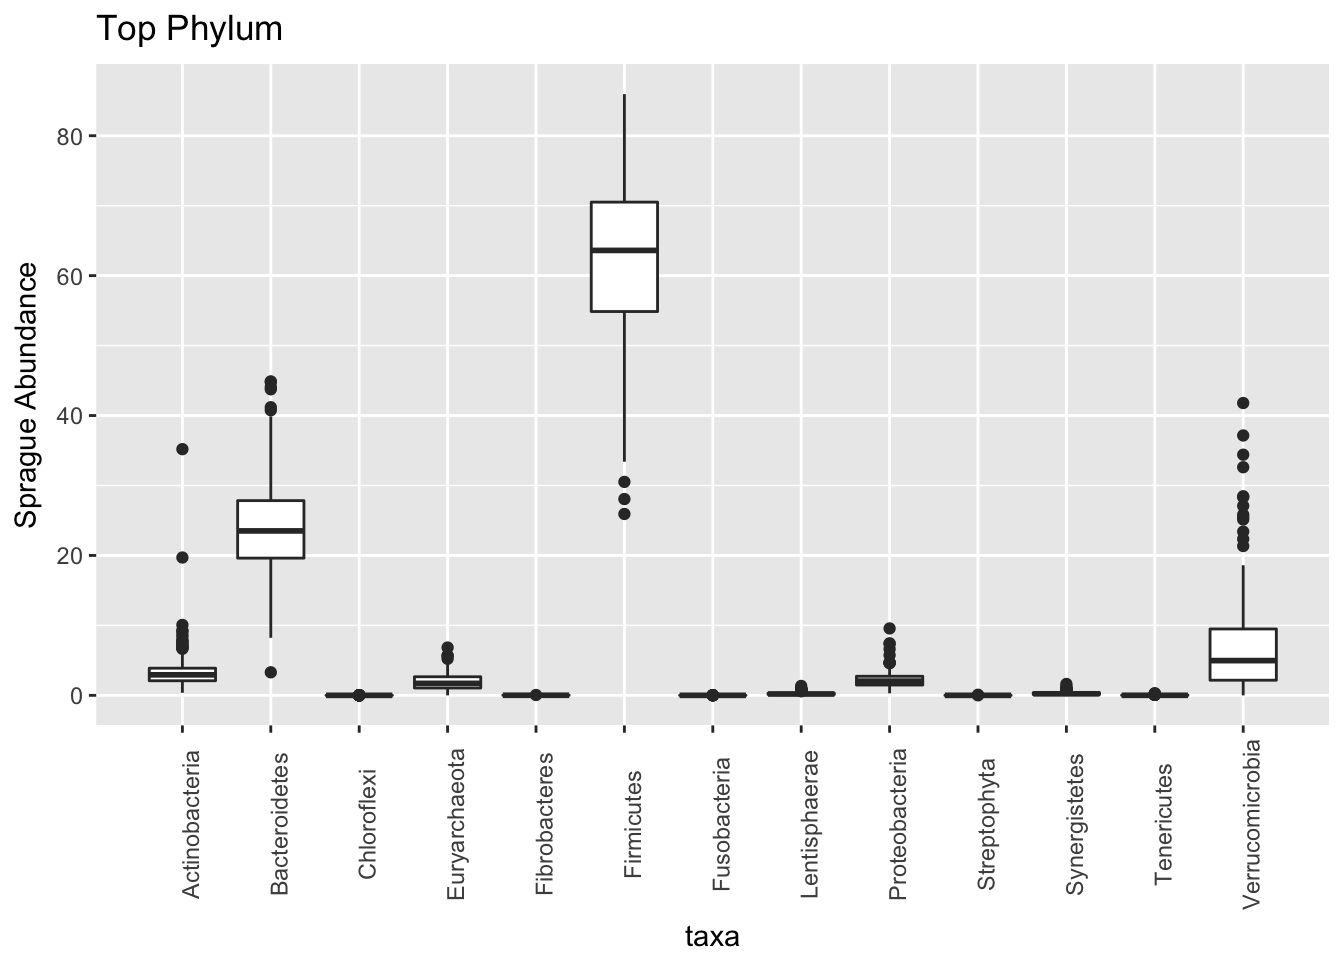 Top Phylum
Sprague Abundance
80
60
40
20
0
Actinobacteria
Bacteroidetes
Chloroflexi
Euryarchaeota
Fibrobacteres
Firmicutes
Fusobacteria
Lentisphaerae
Proteobacteria
Streptophyta
Synergistetes
Tenericutes
Verrucomicrobia
taxa